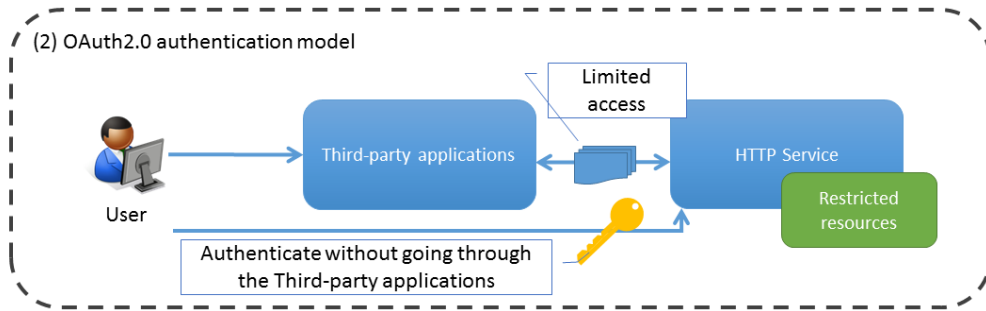 (2) OAuth2.0 authentication model
Limited
access
Third-party applications
HTTP Service
Restricted
resources
User
Authenticate without going through
the Third-party applications